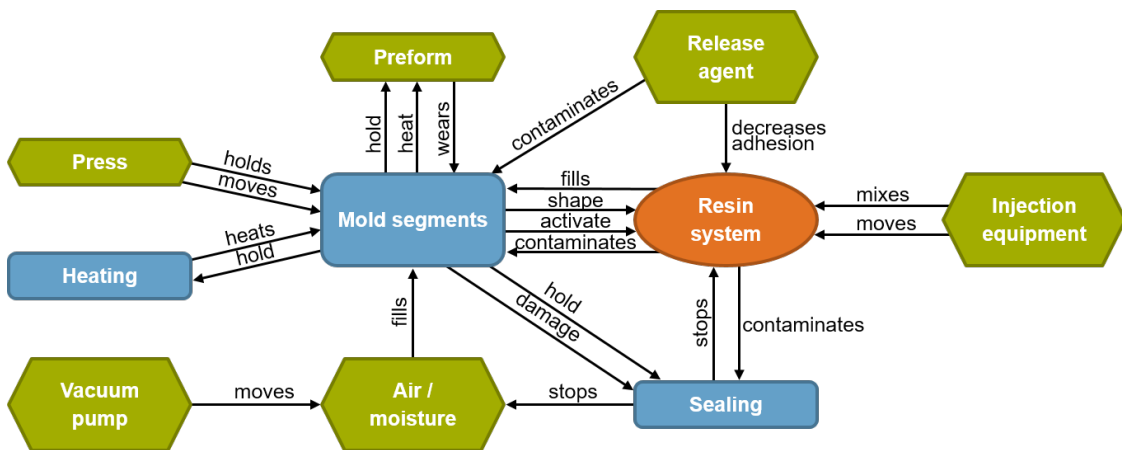 Preform
Release
agent
hold
heat
wears
contaminates
decreases
adhesion
Press
holds
moves
Mold segments
fills
shape
activate
contaminates
Resin
system
mixes
moves
Injection
equipment
heats
hold
Heating
fills
hold
damage
stops
contaminates
Vacuum
pump
moves
Air /
moisture
stops
Sealing